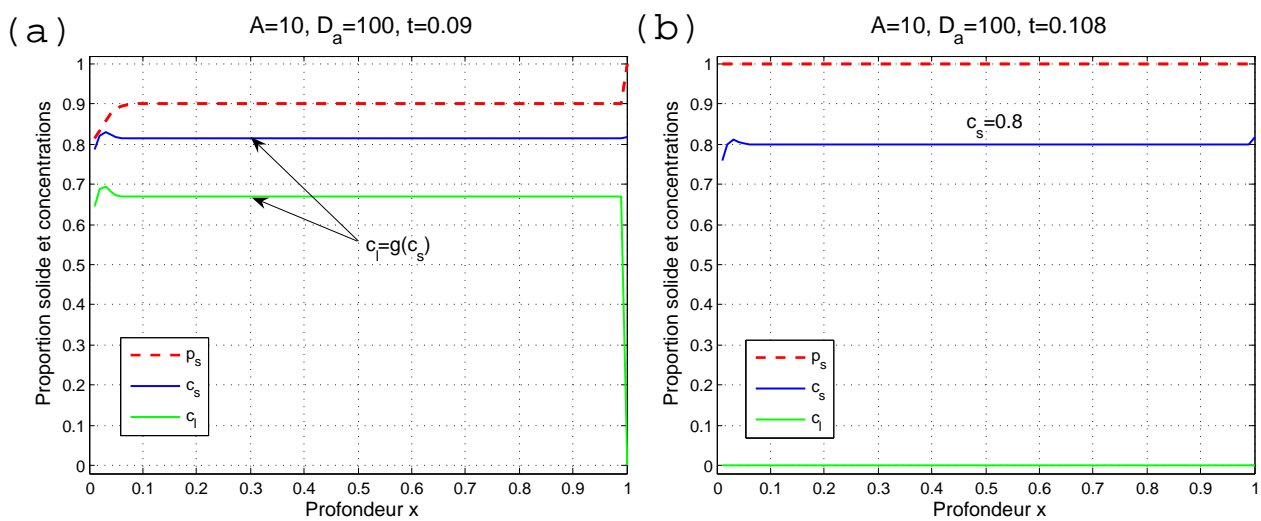 (a)
A=10, D_a=100, t=0.09
Proportion solide et concentrations
1
0.9
0.8
0.7
0.6
0.5
0.4
0.3
0.2
0.1
0
c_l=g(c_s)
p_s
c_s
c_l
0 0.1 0.2 0.3 0.4 0.5 0.6 0.7 0.8 0.9 1
Profondeur x
(b)
A=10, D_a=100, t=0.108
Proportion solide et concentrations
1
0.9
0.8
0.7
0.6
0.5
0.4
0.3
0.2
0.1
0
c_s=0.8
p_s
c_s
c_l
0 0.1 0.2 0.3 0.4 0.5 0.6 0.7 0.8 0.9 1
Profondeur x